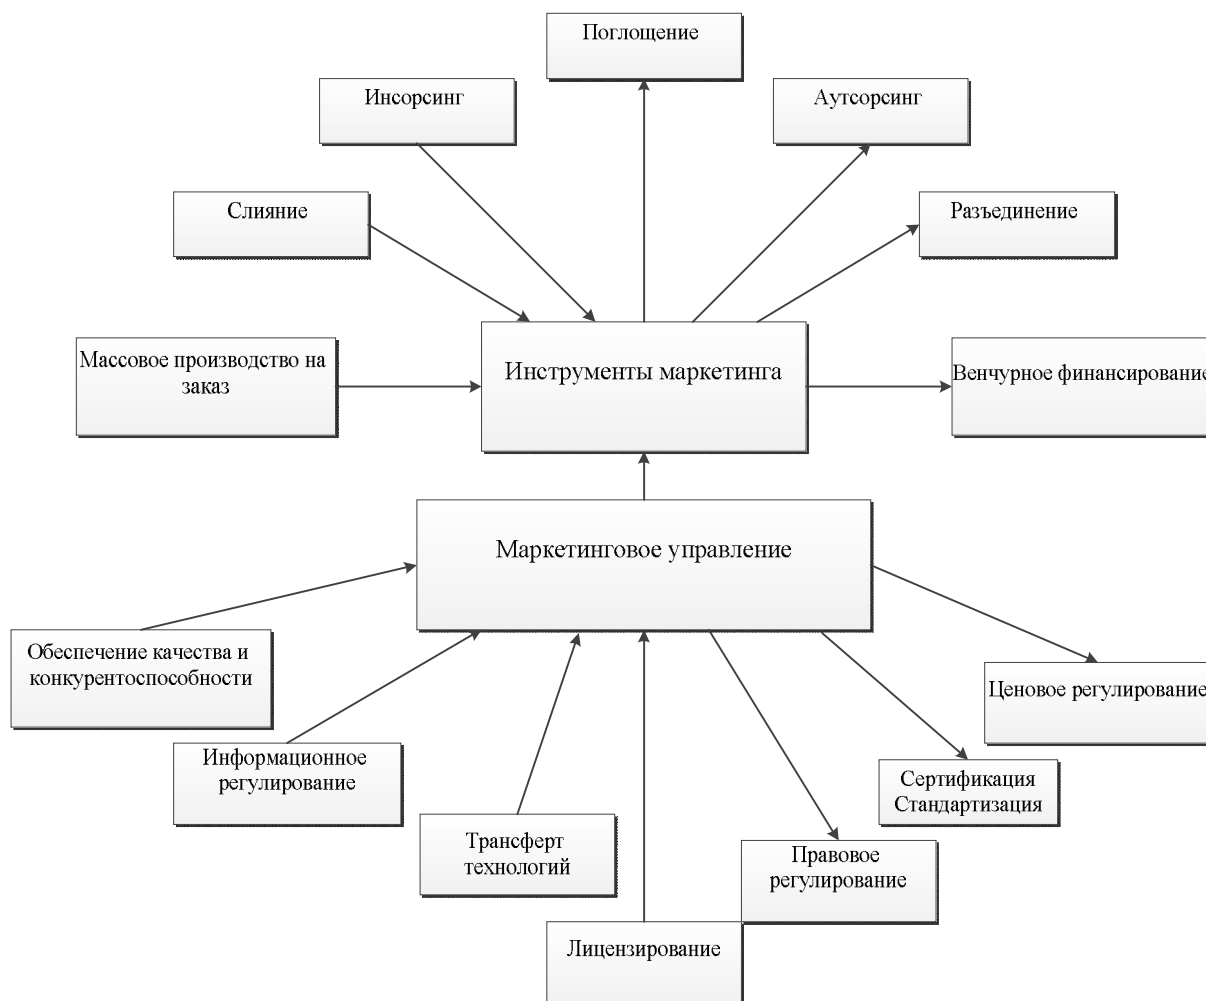 Поглощение
Инсорсинг
Аутсорсинг
Слияние
Разъединение
Массовое производство на
заказ
Инструменты маркетинга
Венчурное финансирование
Маркетинговое управление
Обеспечение качества и
конкурентоспособности
Ценовое регулирование
Информационное
регулирование
Сертификация
Стандартизация
Трансферт
технологий
Правовое
регулирование
Лицензирование